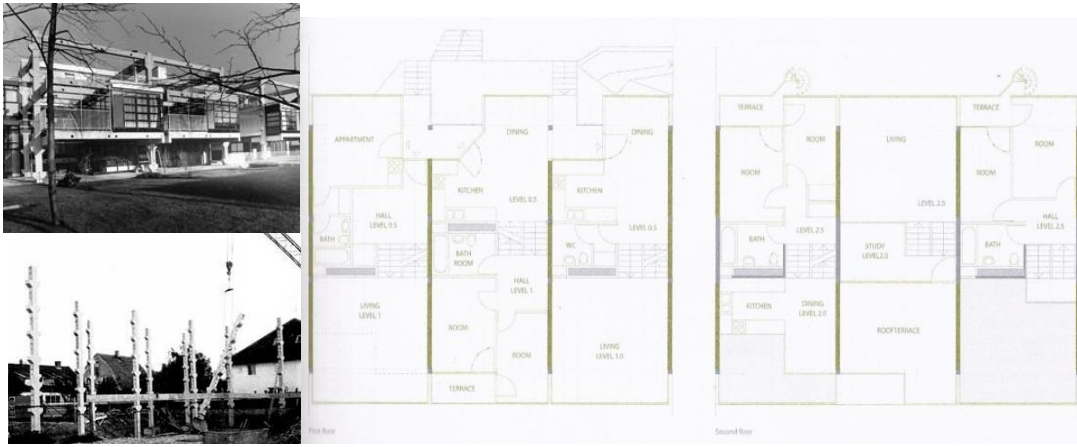 APPARTMENT
DINING
DINING
KITCHEN
KITCHEN
LEVEL 0.5
HALL
LEVEL 0.5
LEVEL 0.5
BATH
WC
BATH
ROOM
HALL
LEVEL 1
LIVING
LEVEL 1
ROOM
ROOM
LIVING
LEVEL 1.0
TERRACE
First floor
TERRACE
TERRACE
ROOM
LIVING
ROOM
ROOM
ROOM
LEVEL 2.5
LEVEL 2.5
HALL
LEVEL 2.5
BATH
STUDY
LEVEL 2.0
BATH
KITCHEN
DINING
LEVEL 2.0
ROOFTERRACE
Second floor